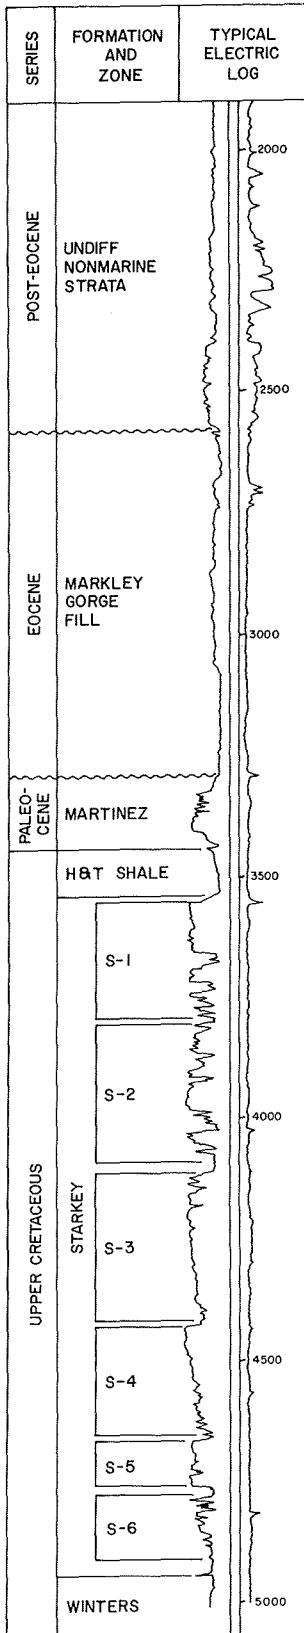 SERIES
FORMATION
AND
ZONE
TYPICAL
ELECTRIC
LOG
POST-EOCENE
UNDIFF
NONMARINE
STRATA
2000
2500
EOCENE
MARKLEY
GORGE
FILL
3000
PALEO-
CENE
MARTINEZ
H&T SHALE
3500
UPPER CRETACEOUS
STARKEY
S-1
S-2
4000
S-3
S-4
4500
S-5
S-6
WINTERS
5000